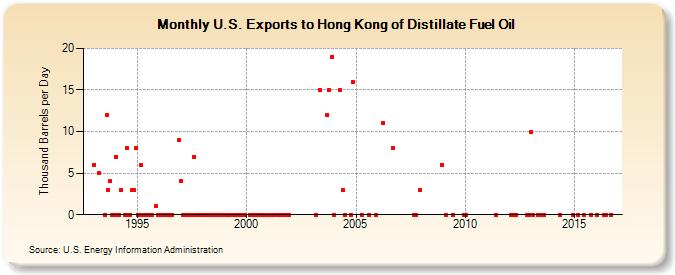 Monthly U.S. Exports to Hong Kong of Distillate Fuel Oil
Thousand Barrels per Day
20
15
10
5
0
1995 2000 2005 2010 2015
Source: U.S. Energy Information Administration